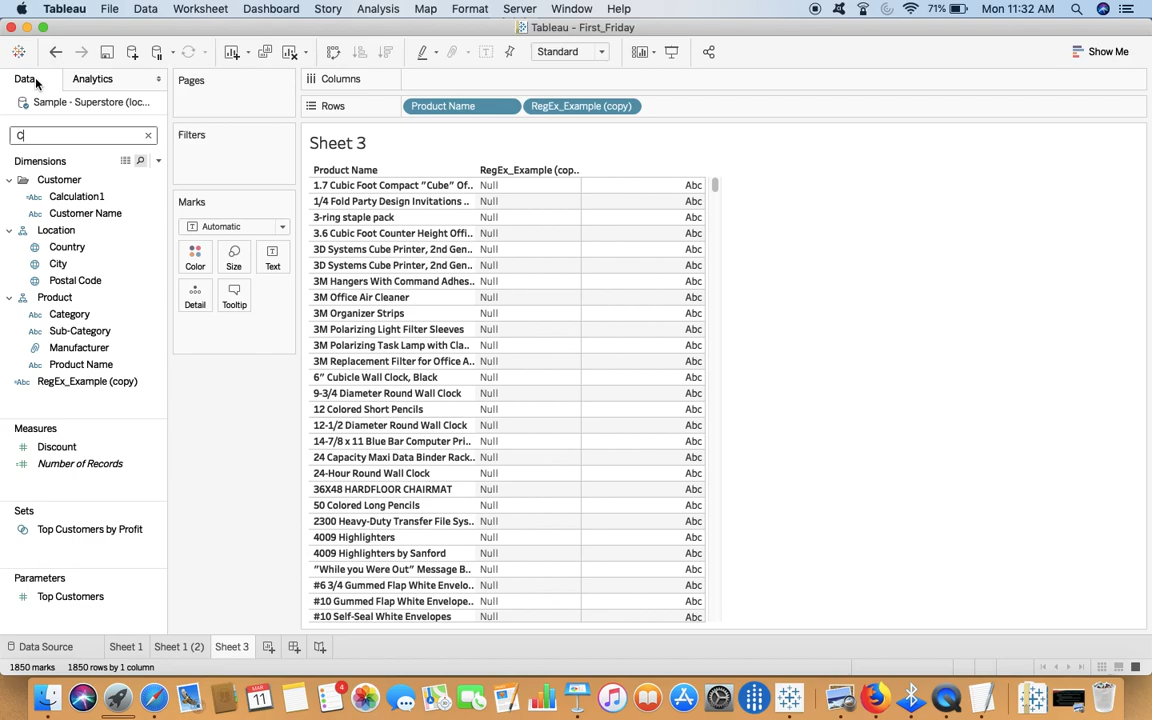 Tableau File Data Worksheet Dashboard Story Analysis Map Format Server Window Help 71% Mon 11:32 AM
Tableau - First_Friday
Standard Show Me
Data Analytics
Sample - Superstore (loc...
C
Dimensions
Customer
Abc Calculation1
Abc Customer Name
Location
Country
City
Postal Code
Product
Abc Category
Abc Sub-Category
Manufacturer
Abc Product Name
Abc RegEx_Example (copy)
Measures
# Discount
# Number of Records
Sets
Top Customers by Profit
Parameters
# Top Customers
Pages
Filters
Marks
Automatic
Color Size Text
Detail Tooltip
Columns
Rows Product Name RegEx_Example (copy)
Sheet 3
Product Name RegEx_Example (cop..
1.7 Cubic Foot Compact "Cube" Of.. Null Abc
1/4 Fold Party Design Invitations .. Null Abc
3-ring staple pack Null Abc
3.6 Cubic Foot Counter Height Offi.. Null Abc
3D Systems Cube Printer, 2nd Gen.. Null Abc
3D Systems Cube Printer, 2nd Gen.. Null Abc
3M Hangers With Command Adhes.. Null Abc
3M Office Air Cleaner Null Abc
3M Organizer Strips Null Abc
3M Polarizing Light Filter Sleeves Null Abc
3M Polarizing Task Lamp with Cla.. Null Abc
3M Replacement Filter for Office A.. Null Abc
6" Cubicle Wall Clock, Black Null Abc
9-3/4 Diameter Round Wall Clock Null Abc
12 Colored Short Pencils Null Abc
12-1/2 Diameter Round Wall Clock Null Abc
14-7/8 x 11 Blue Bar Computer Pri.. Null Abc
24 Capacity Maxi Data Binder Rack.. Null Abc
24-Hour Round Wall Clock Null Abc
36X48 HARDFLOOR CHAIRMAT Null Abc
50 Colored Long Pencils Null Abc
2300 Heavy-Duty Transfer File Sys.. Null Abc
4009 Highlighters Null Abc
4009 Highlighters by Sanford Null Abc
"While you Were Out" Message B.. Null Abc
#6 3/4 Gummed Flap White Envelo.. Null Abc
#10 Gummed Flap White Envelope.. Null Abc
#10 Self-Seal White Envelopes Null Abc
Data Source Sheet 1 Sheet 1 (2) Sheet 3
1850 marks 1850 rows by 1 column
MAR
11
4